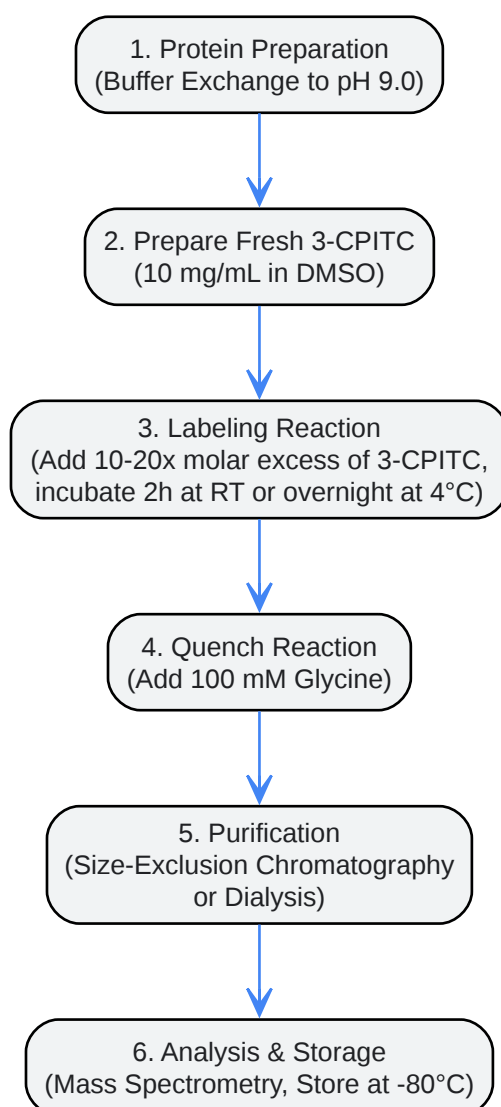 1. Protein Preparation
(Buffer Exchange to pH 9.0)
2. Prepare Fresh 3-CPITC
(10 mg/mL in DMSO)
3. Labeling Reaction
(Add 10-20x molar excess of 3-CPITC,
incubate 2h at RT or overnight at 4°C)
4. Quench Reaction
(Add 100 mM Glycine)
5. Purification
(Size-Exclusion Chromatography
or Dialysis)
6. Analysis & Storage
(Mass Spectrometry, Store at -80°C)